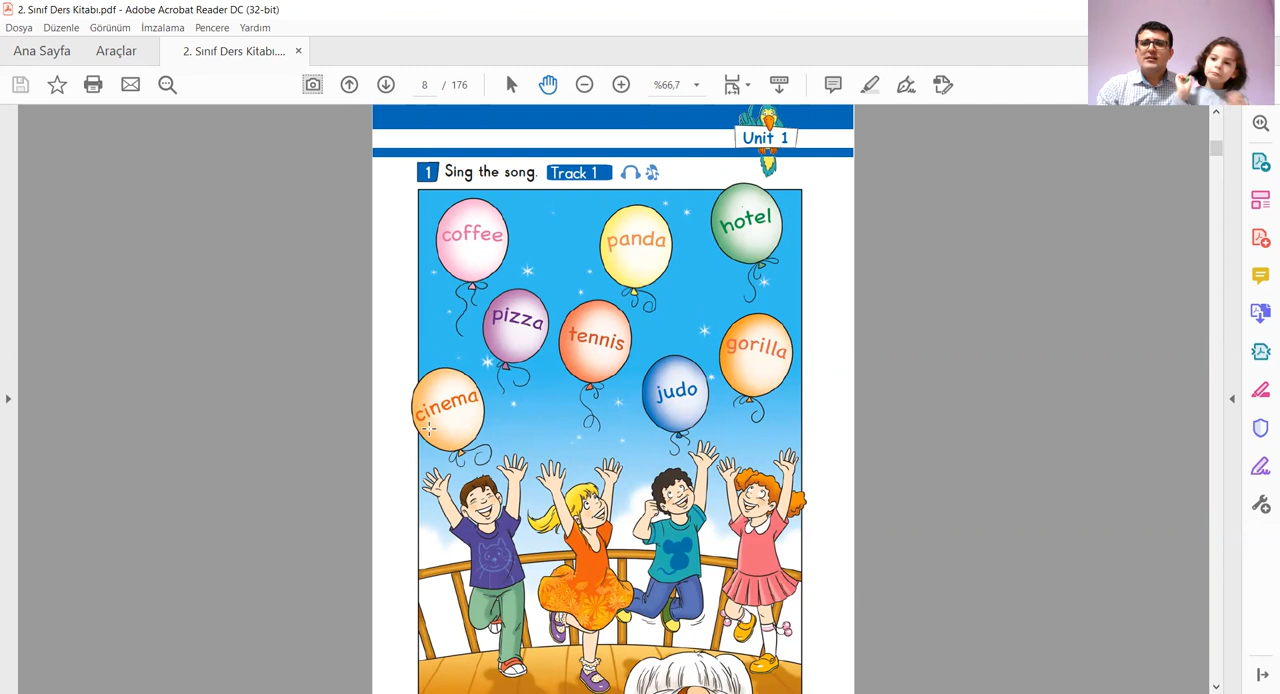 2. Sınıf Ders Kitabı.pdf - Adobe Acrobat Reader DC (32-bit)
Dosya Düzenle Görünüm İmzalama Pencere Yardım
Ana Sayfa Araçlar 2. Sınıf Ders Kitabı.... ×
8 / 176 %66,7
Unit 1
1 Sing the song. Track 1
hotel
coffee
panda
pizza
tennis
gorilla
judo
cinema